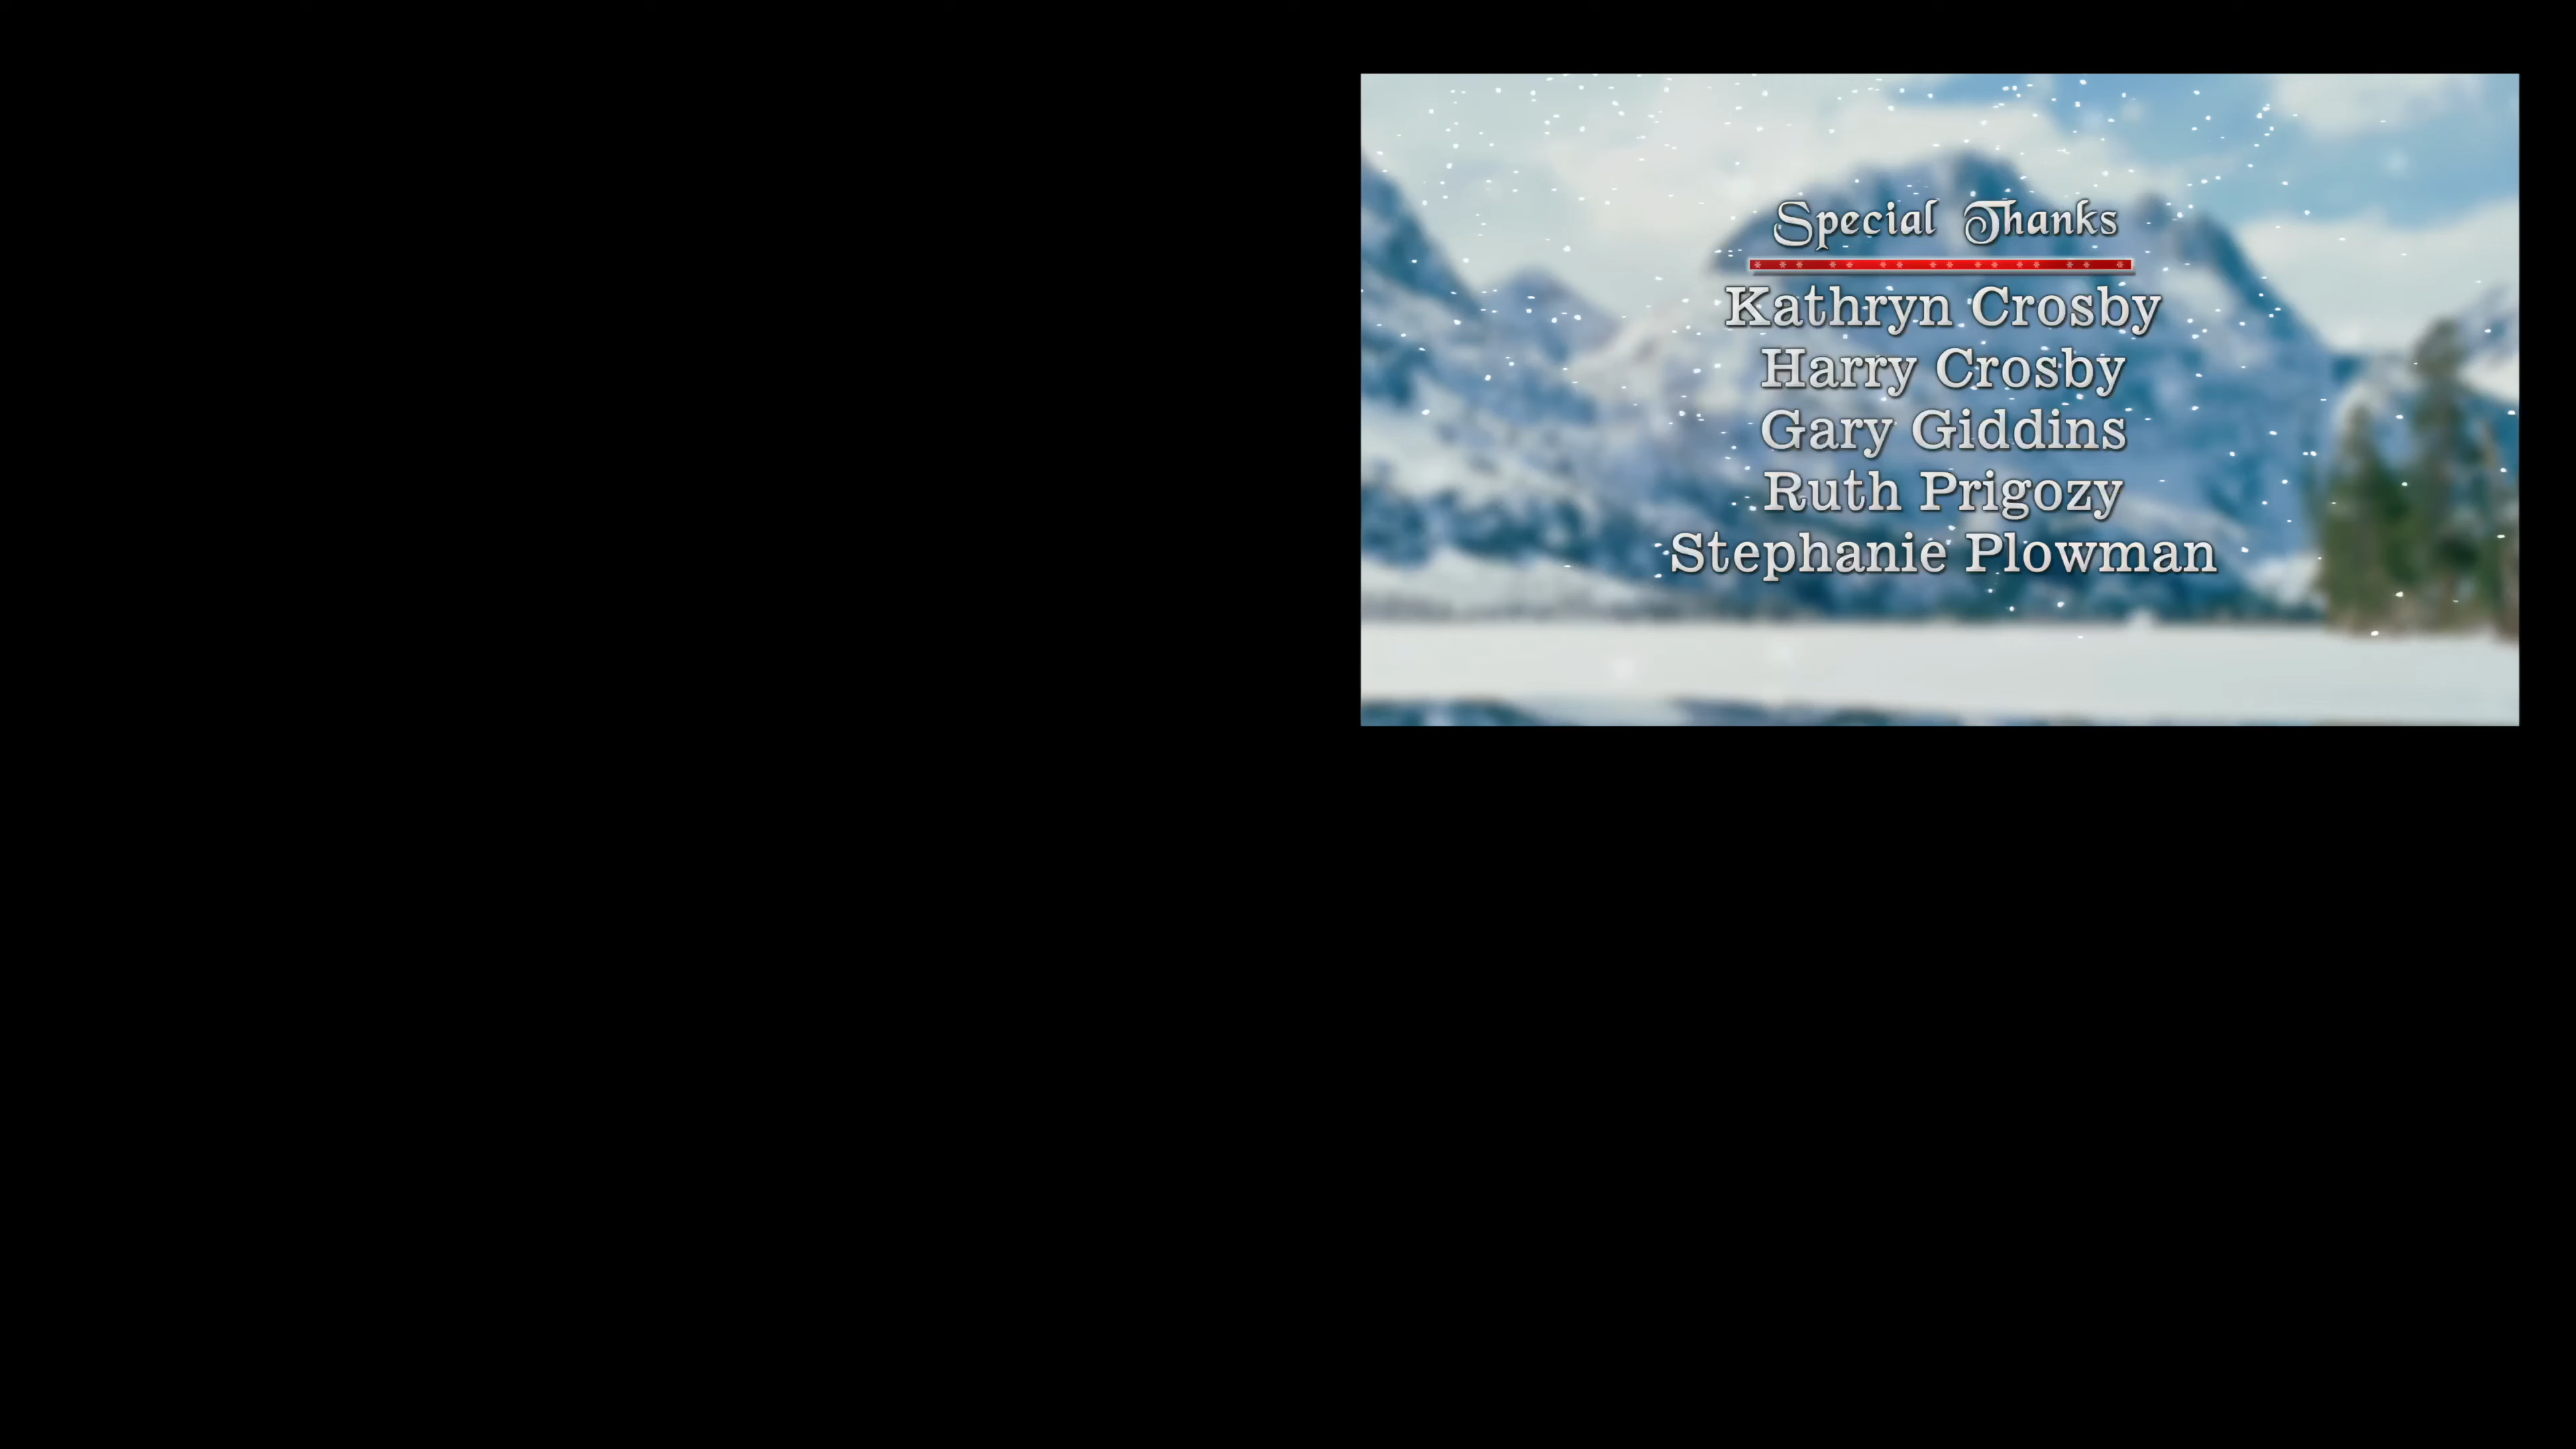 Special Thanks
Kathryn Crosby
Harry Crosby
Gary Giddins
Ruth Prigozy
Stephanie Plowman